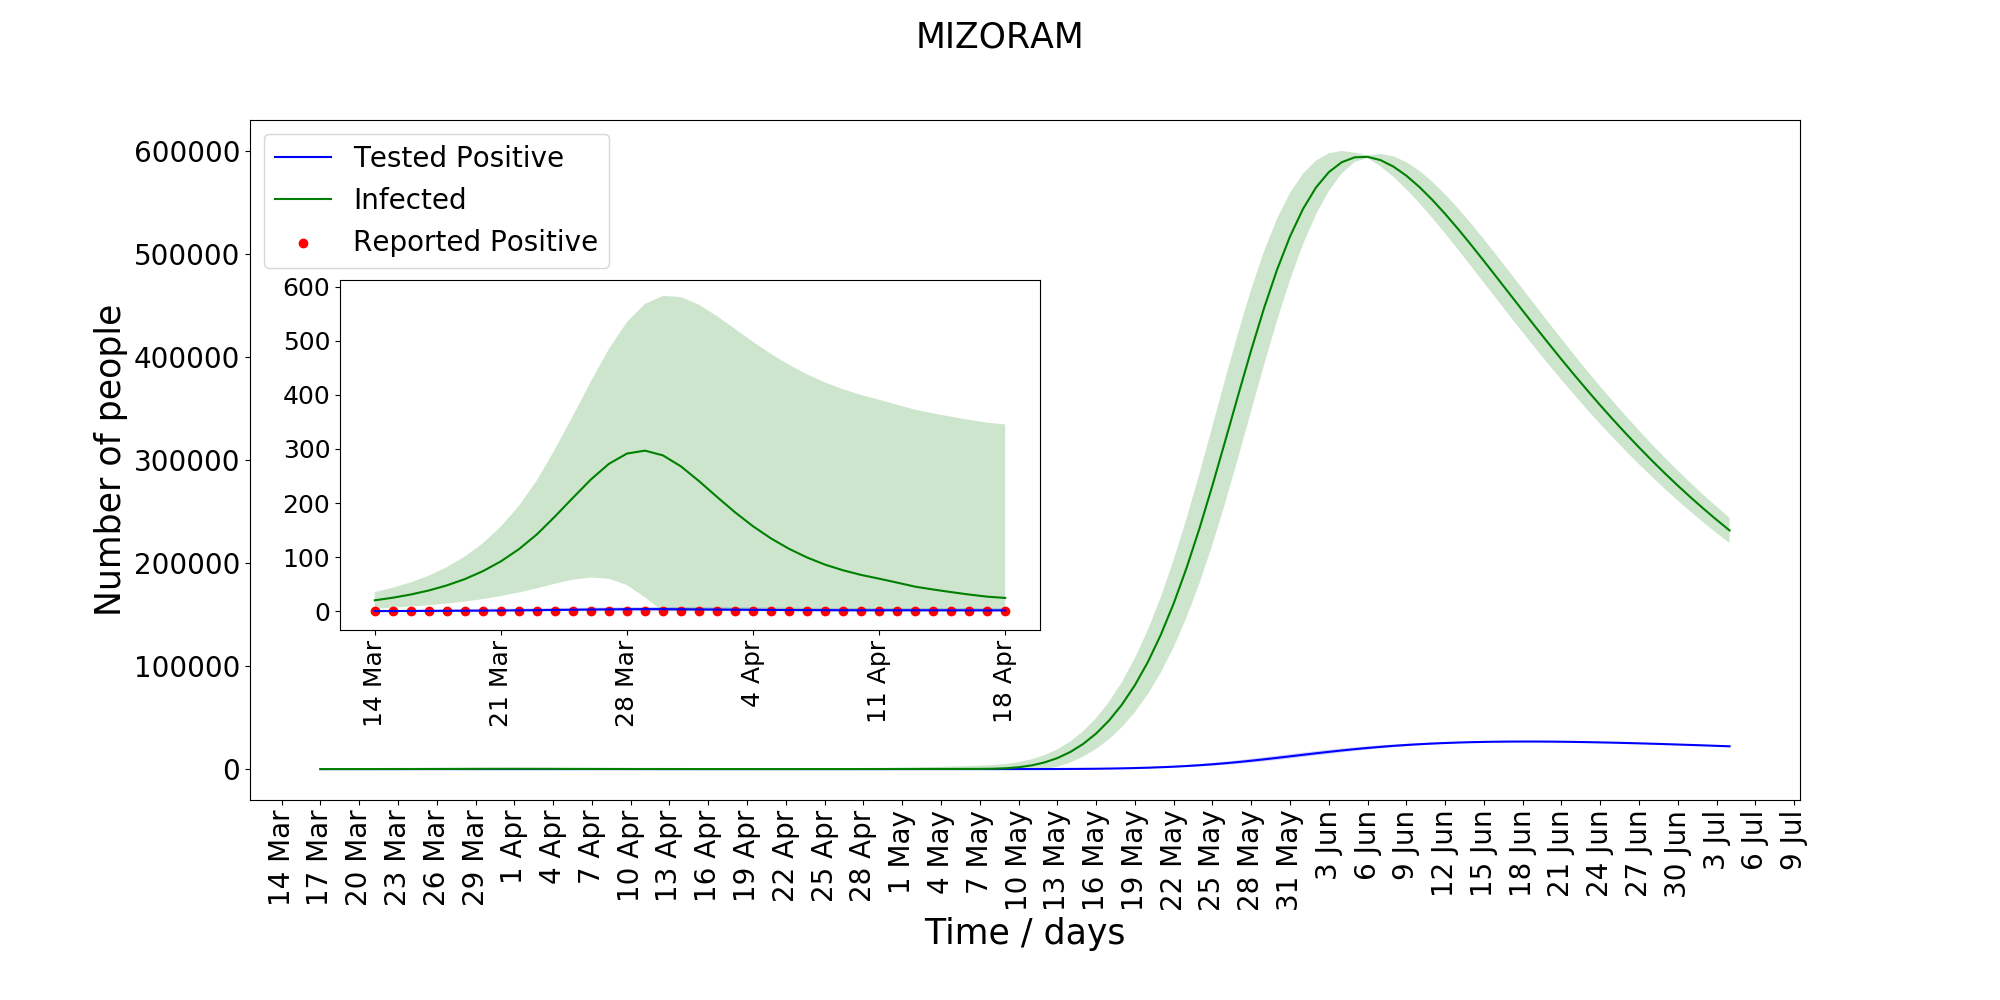 MIZORAM
Tested Positive
Infected
Reported Positive
Number of people
600000
500000
400000
300000
200000
100000
0
600
500
400
300
200
100
0
14 Mar
21 Mar
28 Mar
4 Apr
11 Apr
18 Apr
14 Mar
17 Mar
20 Mar
23 Mar
26 Mar
29 Mar
1 Apr
4 Apr
7 Apr
10 Apr
13 Apr
16 Apr
19 Apr
22 Apr
25 Apr
28 Apr
1 May
4 May
7 May
10 May
13 May
16 May
19 May
22 May
25 May
28 May
31 May
3 Jun
6 Jun
9 Jun
12 Jun
15 Jun
18 Jun
21 Jun
24 Jun
27 Jun
30 Jun
3 Jul
6 Jul
9 Jul
Time / days